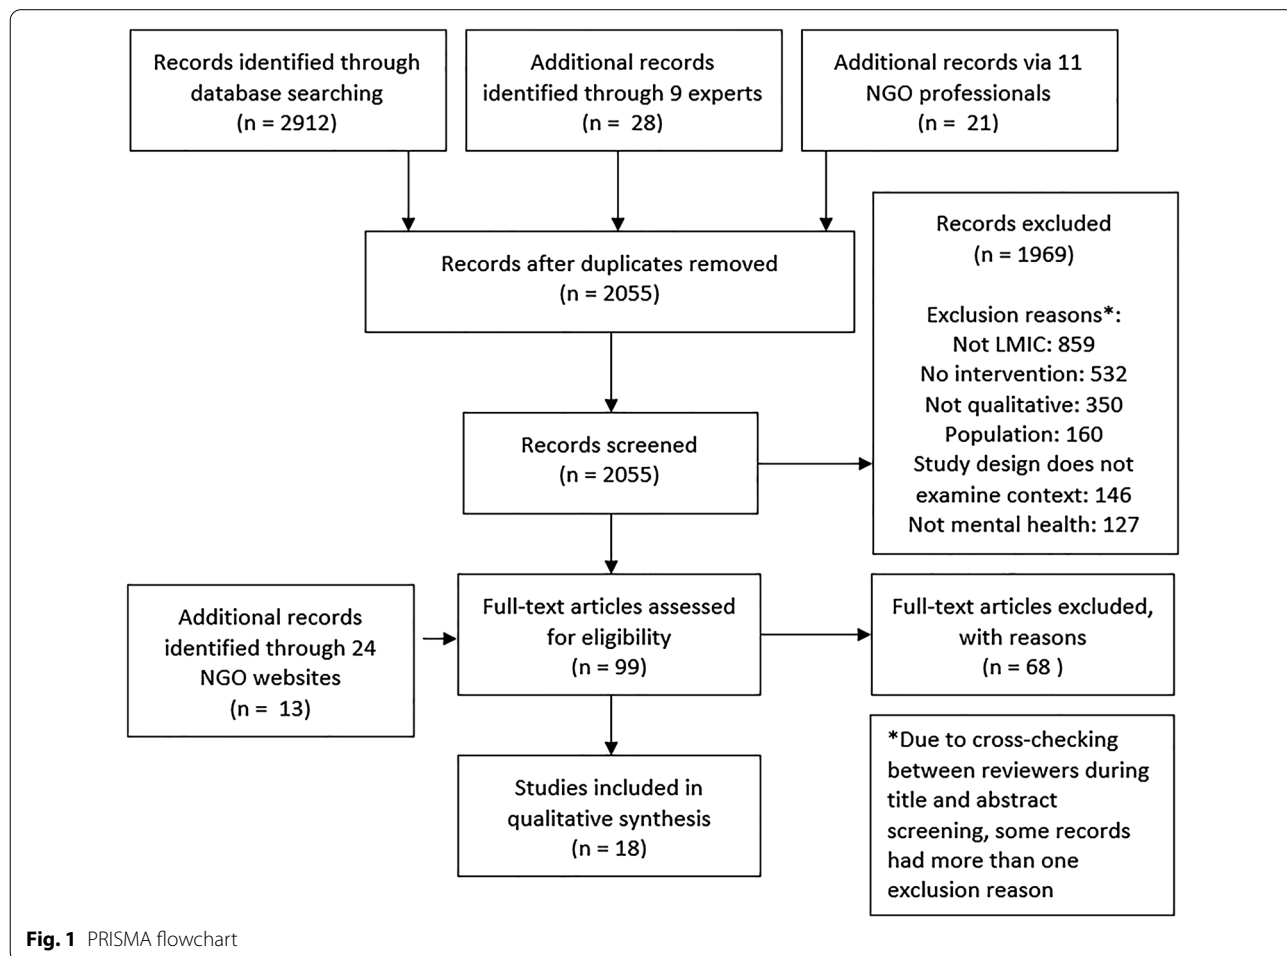 Records identified through
database searching
(n = 2912)
Additional records
identified through 9 experts
(n = 28)
Additional records via 11
NGO professionals
(n = 21)
Records after duplicates removed
(n = 2055)
Records excluded
(n = 1969)
Exclusion reasons*:
Not LMIC: 859
No intervention: 532
Not qualitative: 350
Population: 160
Study design does not
examine context: 146
Not mental health: 127
Records screened
(n = 2055)
Additional records
identified through 24
NGO websites
(n = 13)
Full-text articles assessed
for eligibility
(n = 99)
Full-text articles excluded,
with reasons
(n = 68 )
Studies included in
qualitative synthesis
(n = 18)
*Due to cross-checking
between reviewers during
title and abstract
screening, some records
had more than one
exclusion reason
Fig. 1 PRISMA flowchart